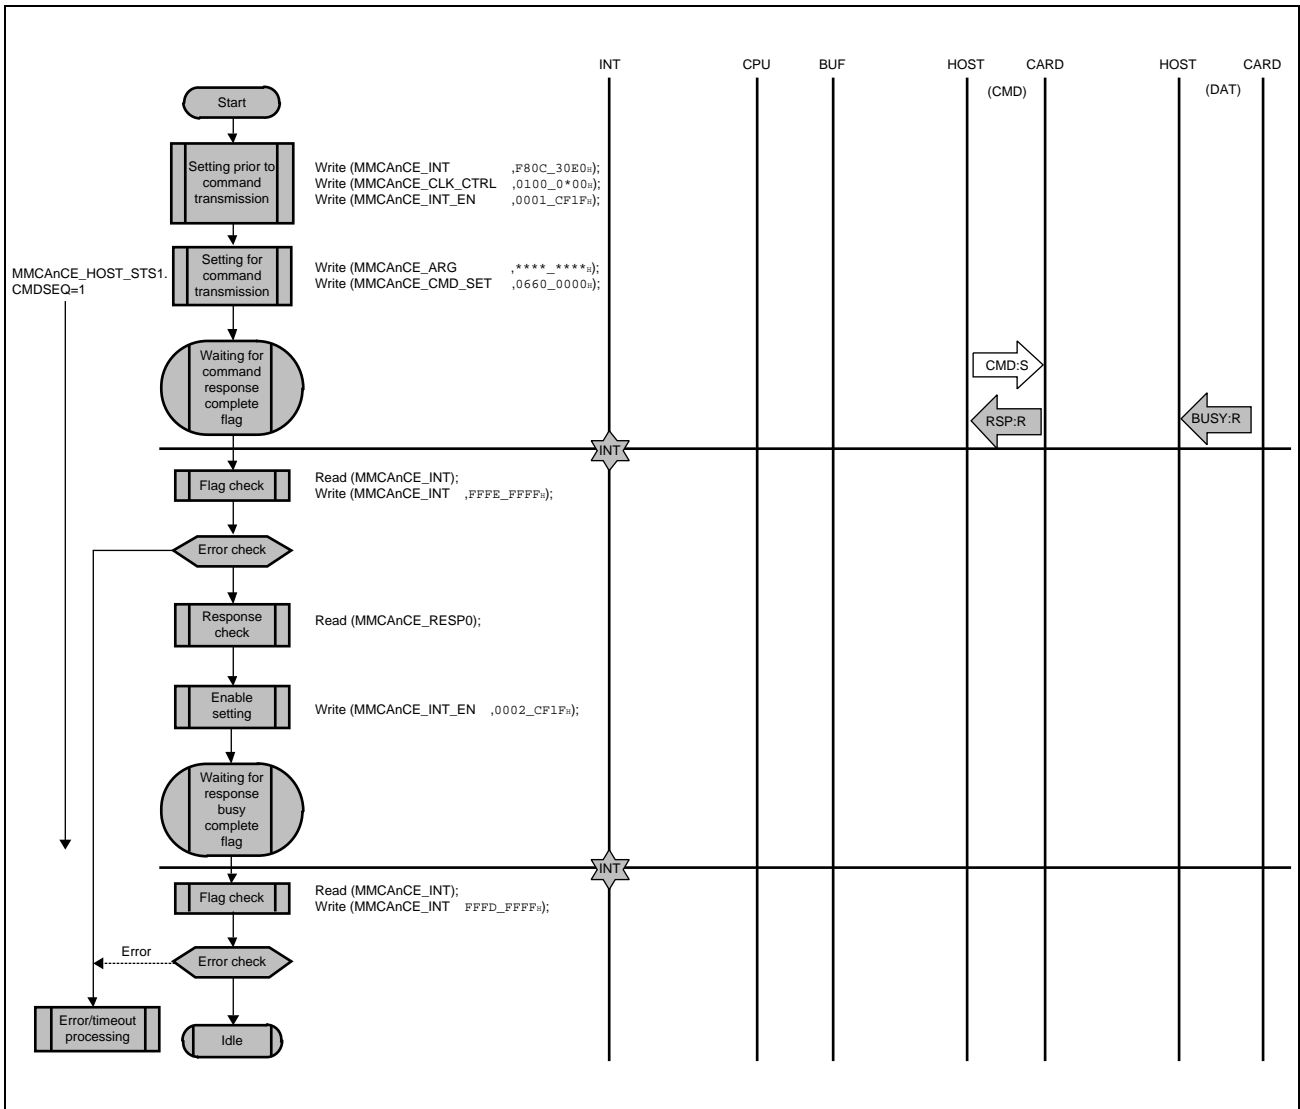 INT CPU BUF HOST CARD HOST CARD
(CMD) (DAT)
Start
Setting prior to
command
transmission
Write (MMCAnCE_INT ,F80C_30E0H);
Write (MMCAnCE_CLK_CTRL ,0100_0*00H);
Write (MMCAnCE_INT_EN ,0001_CF1FH);
MMCAnCE_HOST_STS1.
CMDSEQ=1
Setting for
command
transmission
Write (MMCAnCE_ARG ,****_****H);
Write (MMCAnCE_CMD_SET ,0660_0000H);
Waiting for
command
response
complete
flag
CMD:S
RSP:R
BUSY:R
INT
Flag check
Read (MMCAnCE_INT);
Write (MMCAnCE_INT ,FFFE_FFFFH);
Error check
Response
check
Read (MMCAnCE_RESP0);
Enable
setting
Write (MMCAnCE_INT_EN ,0002_CF1FH);
Waiting for
response
busy
complete
flag
INT
Flag check
Read (MMCAnCE_INT);
Write (MMCAnCE_INT FFFD_FFFFH);
Error
Error check
Error/timeout
processing
Idle